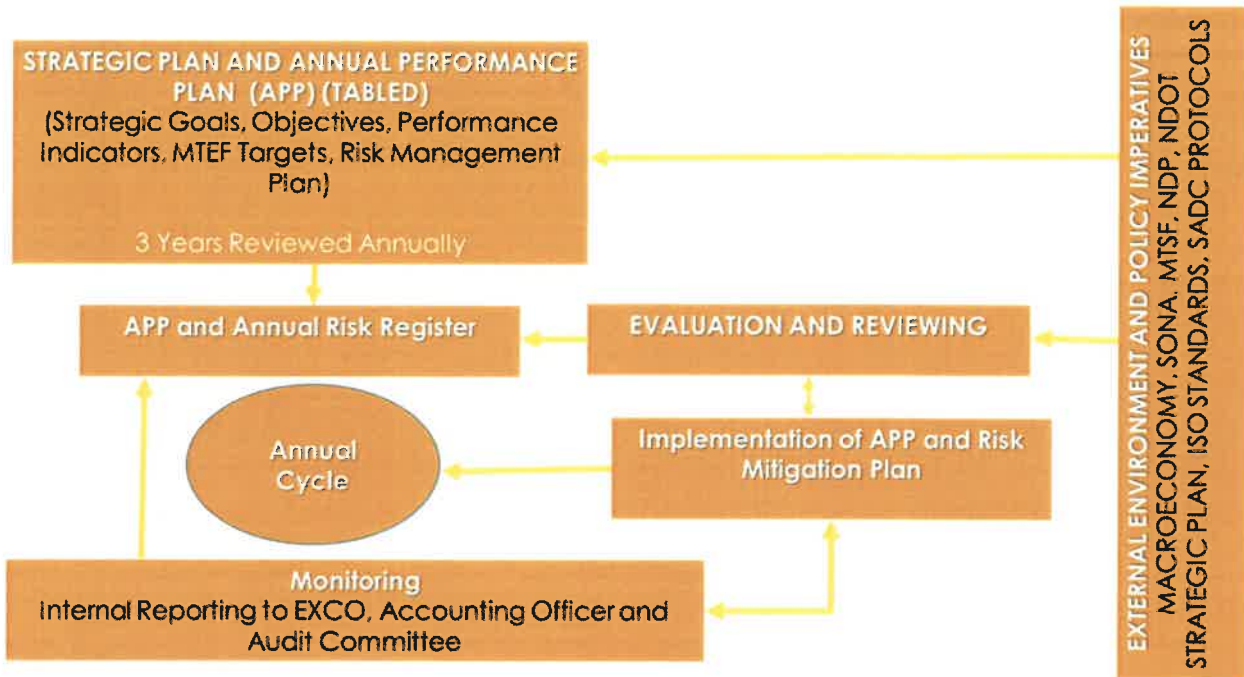 STRATEGIC PLAN AND ANNUAL PERFORMANCE
PLAN (APP) (TABLED)
(Strategic Goals, Objectives, Performance
Indicators, MTEF Targets, Risk Management
Plan)
3 Years Reviewed Annually
APP and Annual Risk Register
EVALUATION AND REVIEWING
Annual
Cycle
Implementation of APP and Risk
Mitigation Plan
Monitoring
Internal Reporting to EXCO, Accounting Officer and
Audit Committee
EXTERNAL ENVIRONMENT AND POLICY IMPERATIVES
MACROECONOMY, SONA. MTSF, NDP, NDOT
STRATEGIC PLAN, ISO STANDARDS, SADC PROTOCOLS